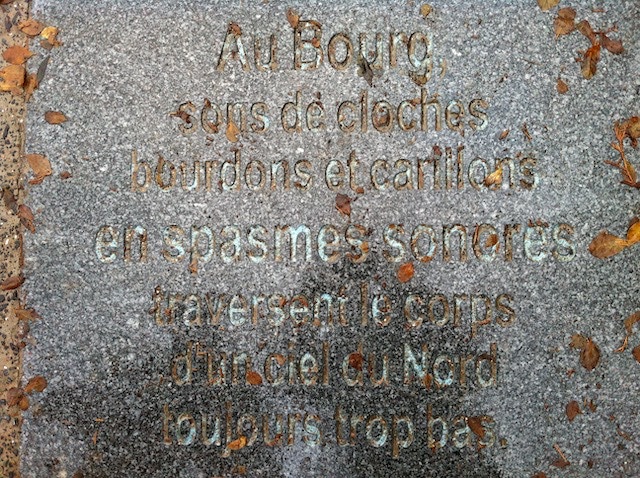 Au Bourg,
sons de cloches
bourdons et carillons
en spasmes sonores
traversent le corps
d'un ciel du Nord
toujours trop bas.